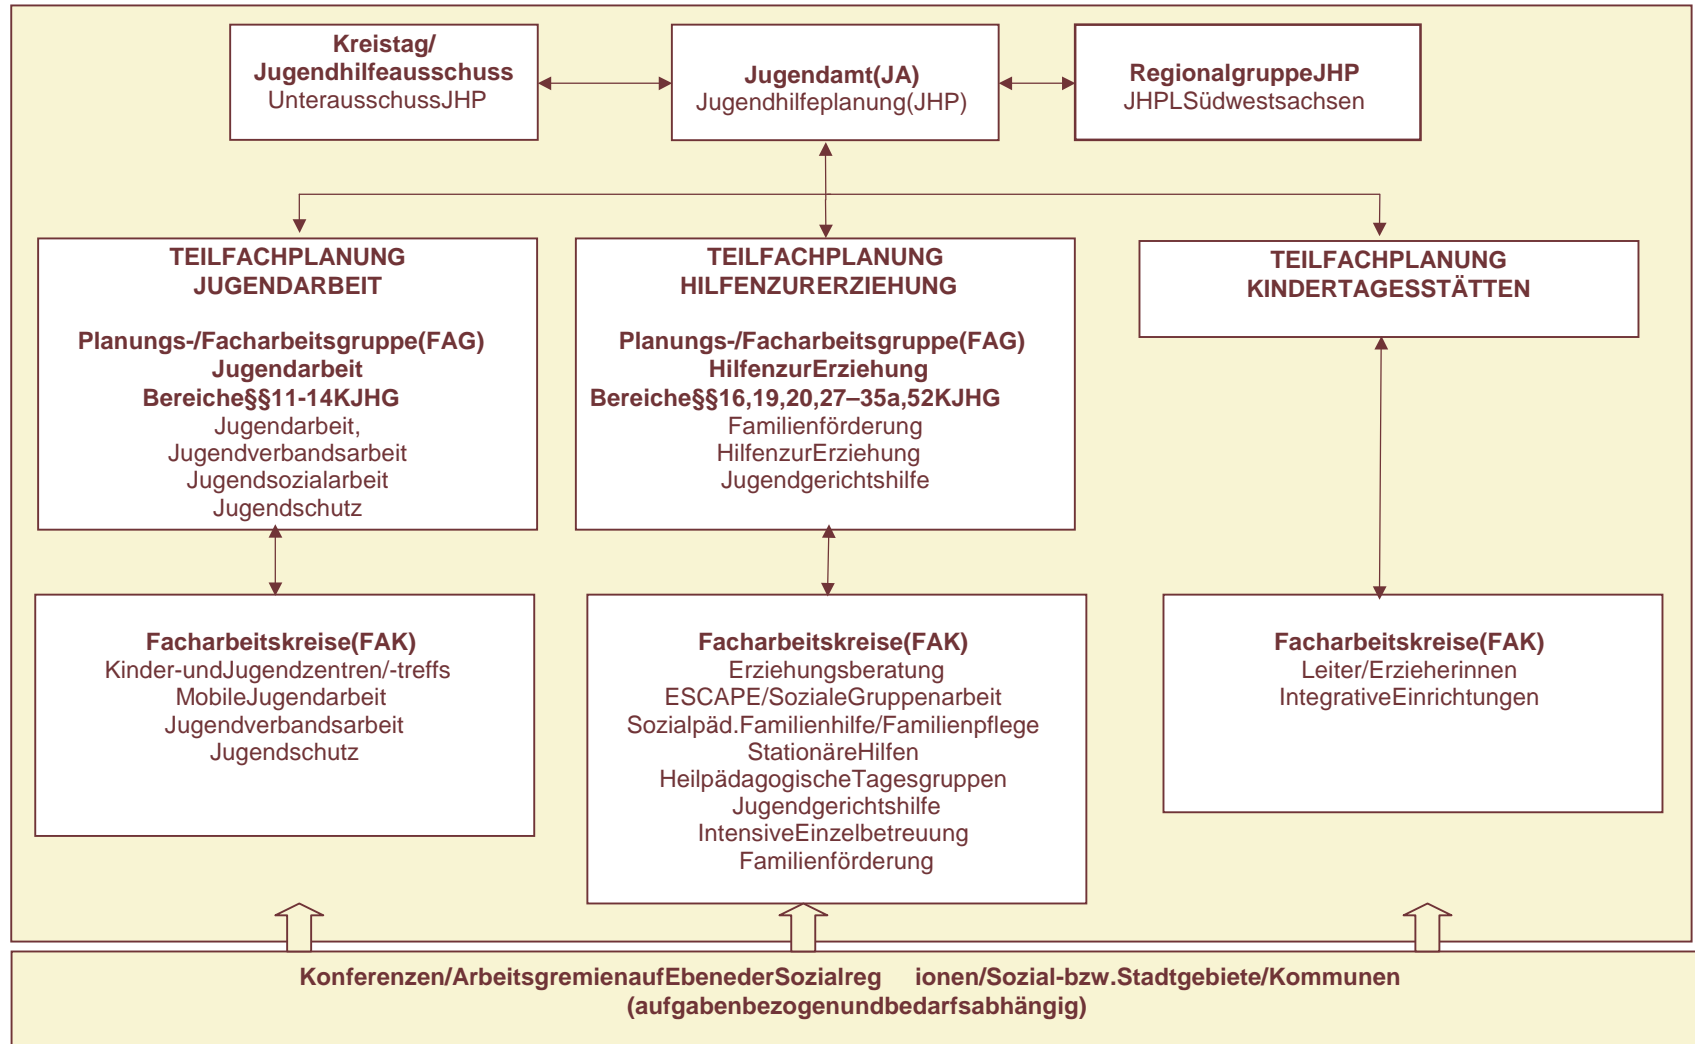 Kreistag/
Jugendhilfeausschuss
UnterausschussJHP
Jugendamt(JA)
Jugendhilfeplanung(JHP)
RegionalgruppeJHP
JHPLSüdwestsachsen
TEILFACHPLANUNG
JUGENDARBEIT
Planungs-/Facharbeitsgruppe(FAG)
Jugendarbeit
Bereiche§§11-14KJHG
Jugendarbeit,
Jugendverbandsarbeit
Jugendsozialarbeit
Jugendschutz
TEILFACHPLANUNG
HILFENZURERZIEHUNG
Planungs-/Facharbeitsgruppe(FAG)
HilfenzurErziehung
Bereiche§§16,19,20,27–35a,52KJHG
Familienförderung
HilfenzurErziehung
Jugendgerichtshilfe
TEILFACHPLANUNG
KINDERTAGESSTÄTTEN
Facharbeitskreise(FAK)
Kinder-undJugendzentren/-treffs
MobileJugendarbeit
Jugendverbandsarbeit
Jugendschutz
Facharbeitskreise(FAK)
Erziehungsberatung
ESCAPE/SozialeGruppenarbeit
Sozialpäd.Familienhilfe/Familienpflege
StationäreHilfen
HeilpädagogischeTagesgruppen
Jugendgerichtshilfe
IntensiveEinzelbetreuung
Familienförderung
Facharbeitskreise(FAK)
Leiter/Erzieherinnen
IntegrativeEinrichtungen
Konferenzen/ArbeitsgremienaufEbenederSozialreg ionen/Sozial-bzw.Stadtgebiete/Kommunen
(aufgabenbezogenundbedarfsabhängig)